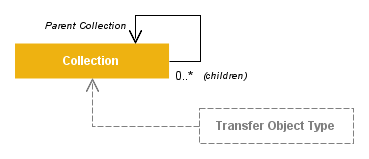 Parent Collection
Collection
0..* (children)
Transfer Object Type